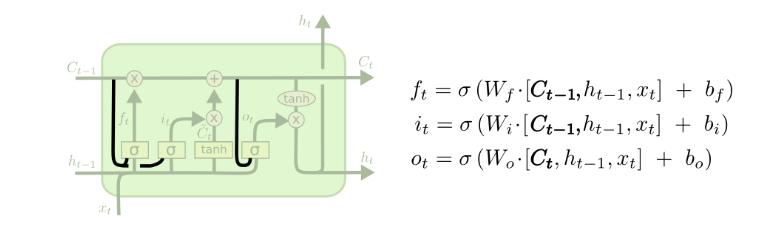 h_t
C_{t-1}
C_t
x
+
tanh
f_t
i_t
C̃_t
o_t
x
x
σ
σ
tanh
σ
h_{t-1}
h_t
x_t
f_t = σ (W_f·[C_{t-1}, h_{t-1}, x_t] + b_f)
i_t = σ (W_i·[C_{t-1}, h_{t-1}, x_t] + b_i)
o_t = σ (W_o·[C_t, h_{t-1}, x_t] + b_o)